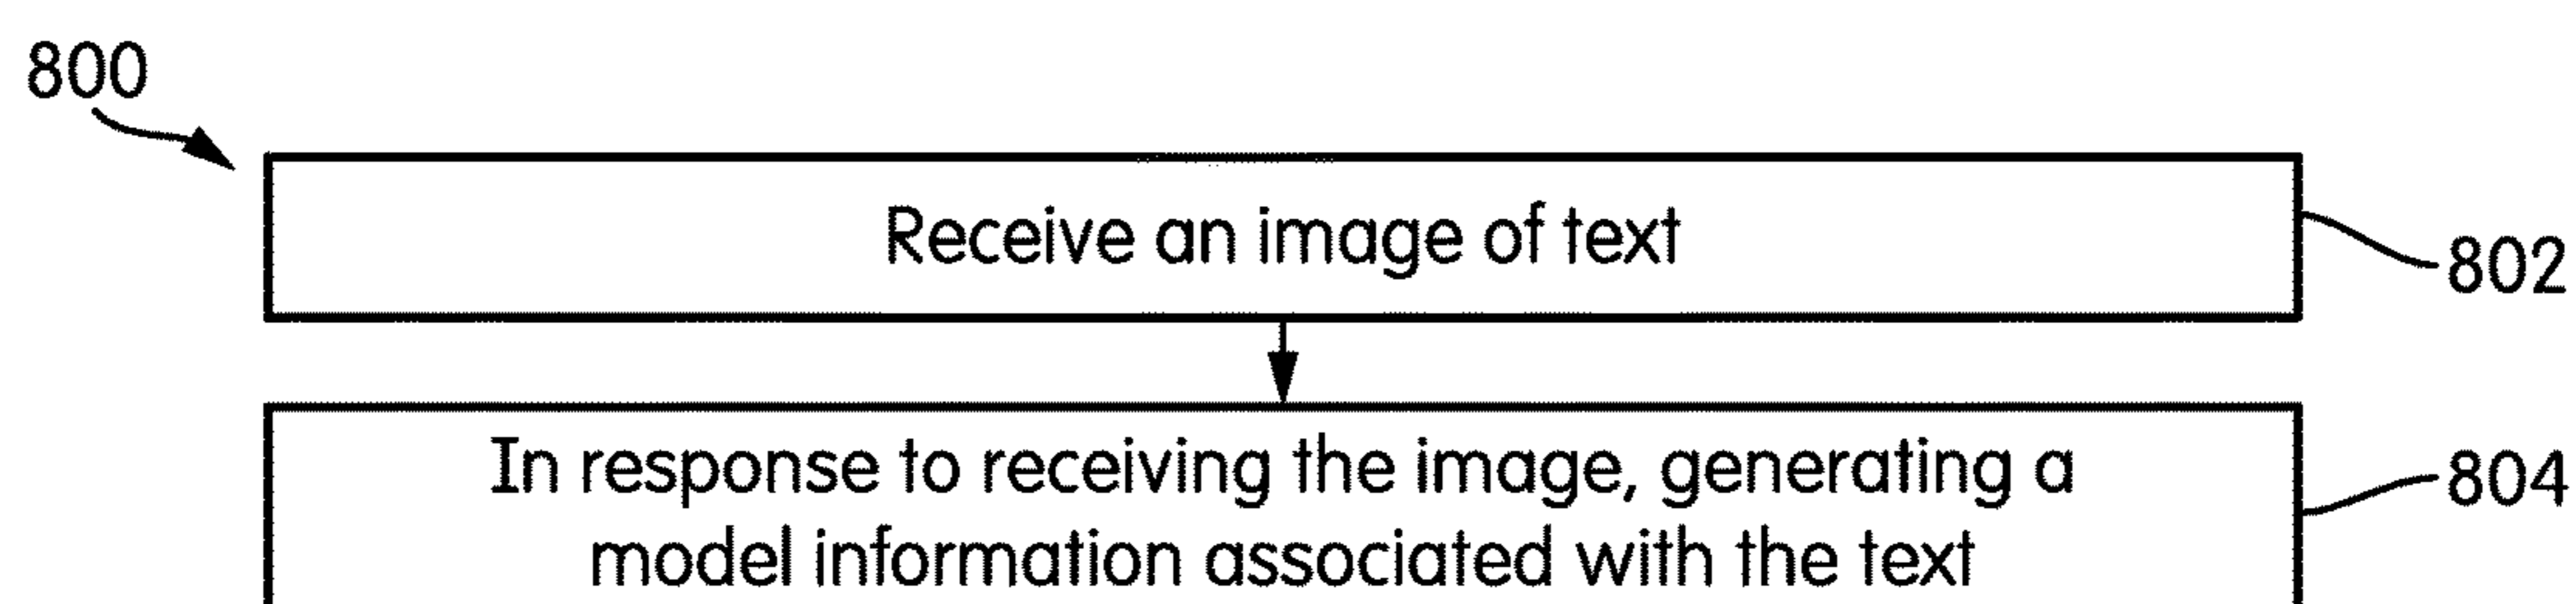 800
Receive an image of text
802
In response to receiving the image, generating a
804
model information associated with the text